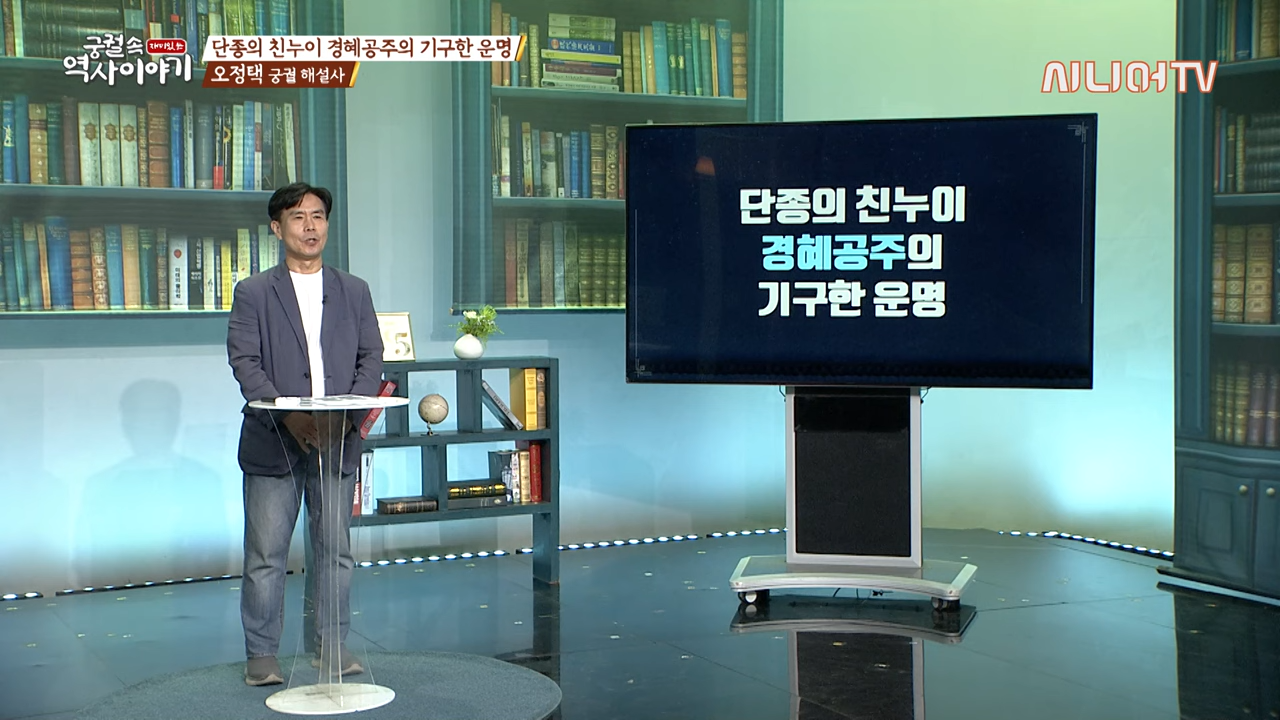 궁궐 속 재미있는
역사이야기
단종의 친누이 경혜공주의 기구한 운명
오정택 궁궐 해설사
시니어TV
단종의 친누이
경혜공주의
기구한 운명
5